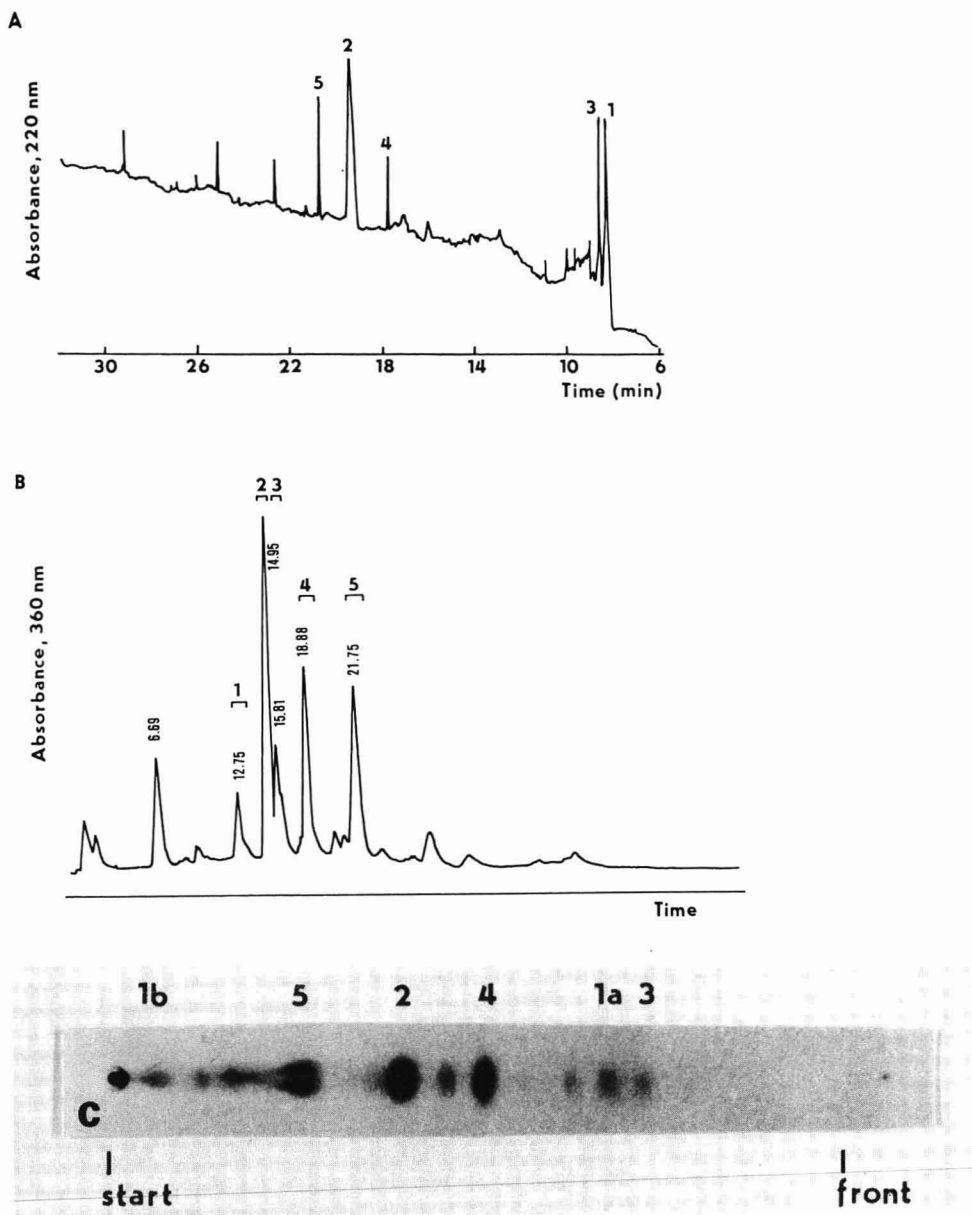 A
Absorbance, 220 nm
2
5
4
3 1
30 26 22 18 14 10 6
Time (min)
B
Absorbance, 360 nm
2 3
14.95
4
5
18.88
21.75
1
6.69
12.75
15.81
Time
1b 5 2 4 1a 3
C
start front